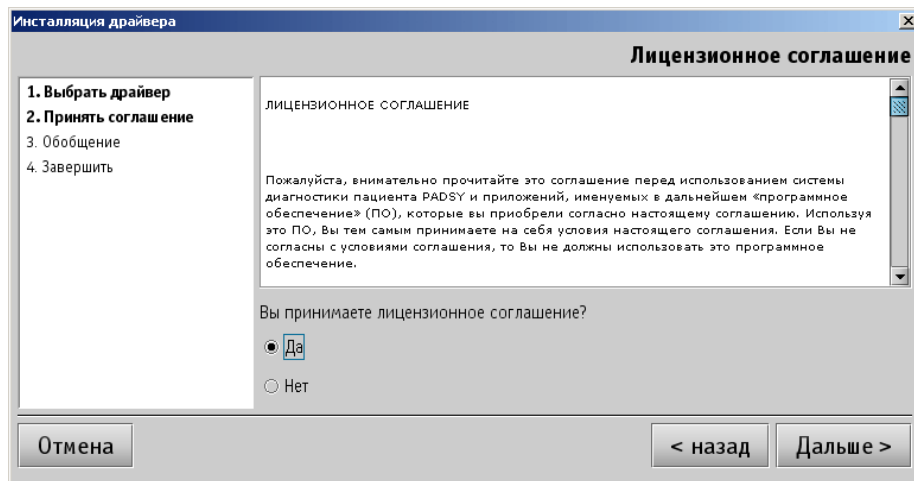 Инсталляция драйвера
Лицензионное соглашение
1. Выбрать драйвер
2. Принять соглашение
3. Обобщение
4. Завершить
ЛИЦЕНЗИОННОЕ СОГЛАШЕНИЕ
Пожалуйста, внимательно прочитайте это соглашение перед использованием системы
диагностики пациента PADSY и приложений, именуемых в дальнейшем «программное
обеспечение» (ПО), которые вы приобрели согласно настоящему соглашению. Используя
это ПО, Вы тем самым принимаете на себя условия настоящего соглашения. Если Вы не
согласны с условиями соглашения, то Вы не должны использовать это программное
обеспечение.
Вы принимаете лицензионное соглашение?
Да
Нет
Отмена
< назад
Дальше >